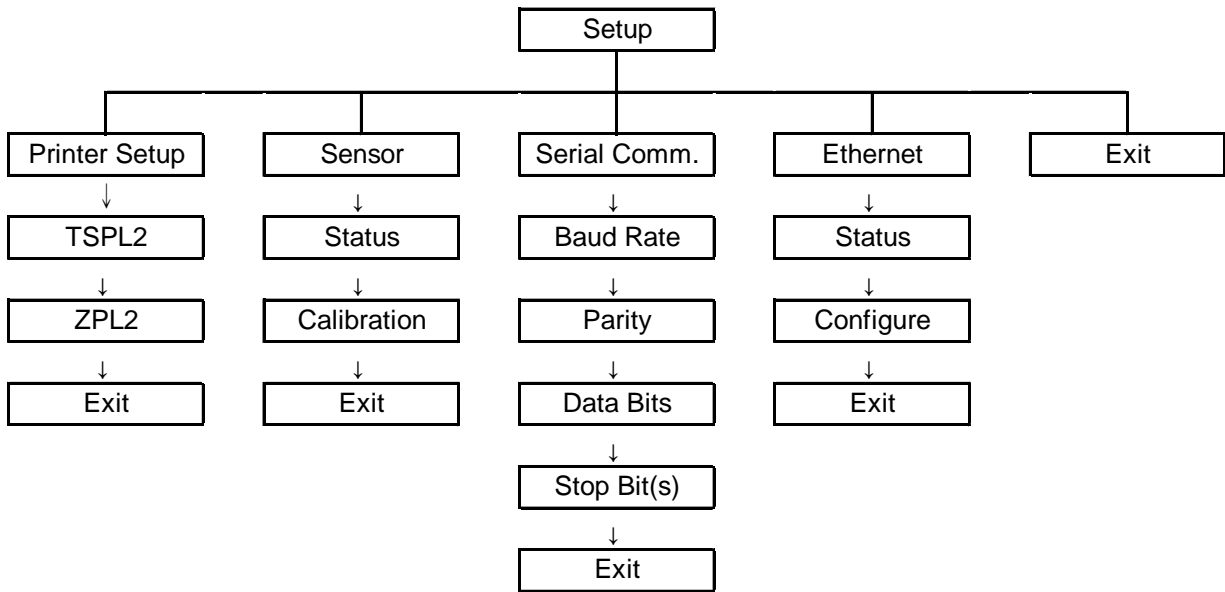 Setup
Printer Setup
Sensor
Serial Comm.
Ethernet
Exit
TSPL2
Status
Baud Rate
Status
ZPL2
Calibration
Parity
Configure
Exit
Exit
Data Bits
Exit
Stop Bit(s)
Exit